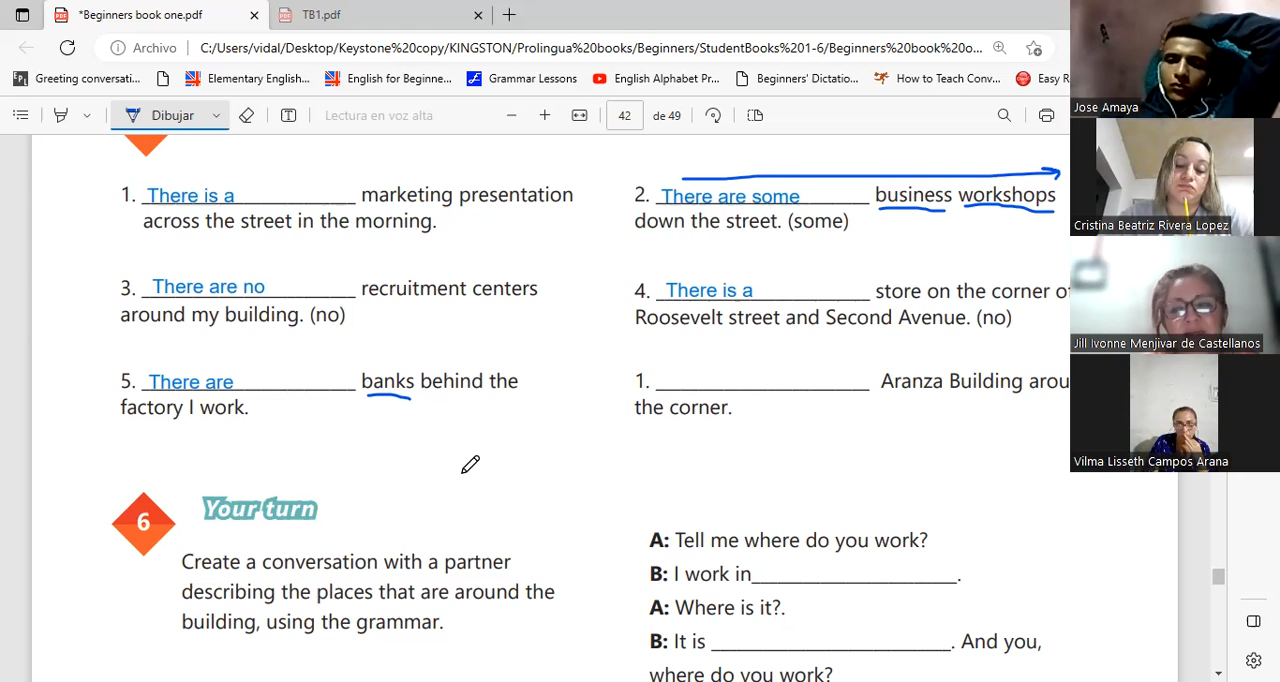 *Beginners book one.pdf
TB1.pdf
Archivo
C:/Users/vidal/Desktop/Keystone%20copy/KINGSTON/Prolingua%20books/Beginners/StudentBooks%201-6/Beginners%20book%20o...
Greeting conversati...
Elementary English...
English for Beginne...
Grammar Lessons
English Alphabet Pr...
Beginners' Dictatio...
How to Teach Conv...
Easy R
Dibujar
Lectura en voz alta
42
de 49
1. There is a marketing presentation
across the street in the morning.
2. There are some business workshops
down the street. (some)
3. There are no recruitment centers
around my building. (no)
4. There is a store on the corner o
Roosevelt street and Second Avenue. (no)
5. There are banks behind the
factory I work.
1. ____________________ Aranza Building arou
the corner.
6
Your turn
Create a conversation with a partner
describing the places that are around the
building, using the grammar.
A: Tell me where do you work?
B: I work in____________________.
A: Where is it?.
B: It is ______________________. And you,
where do you work?
Jose Amaya
Cristina Beatriz Rivera Lopez
Jill Ivonne Menjivar de Castellanos
Vilma Lisseth Campos Arana